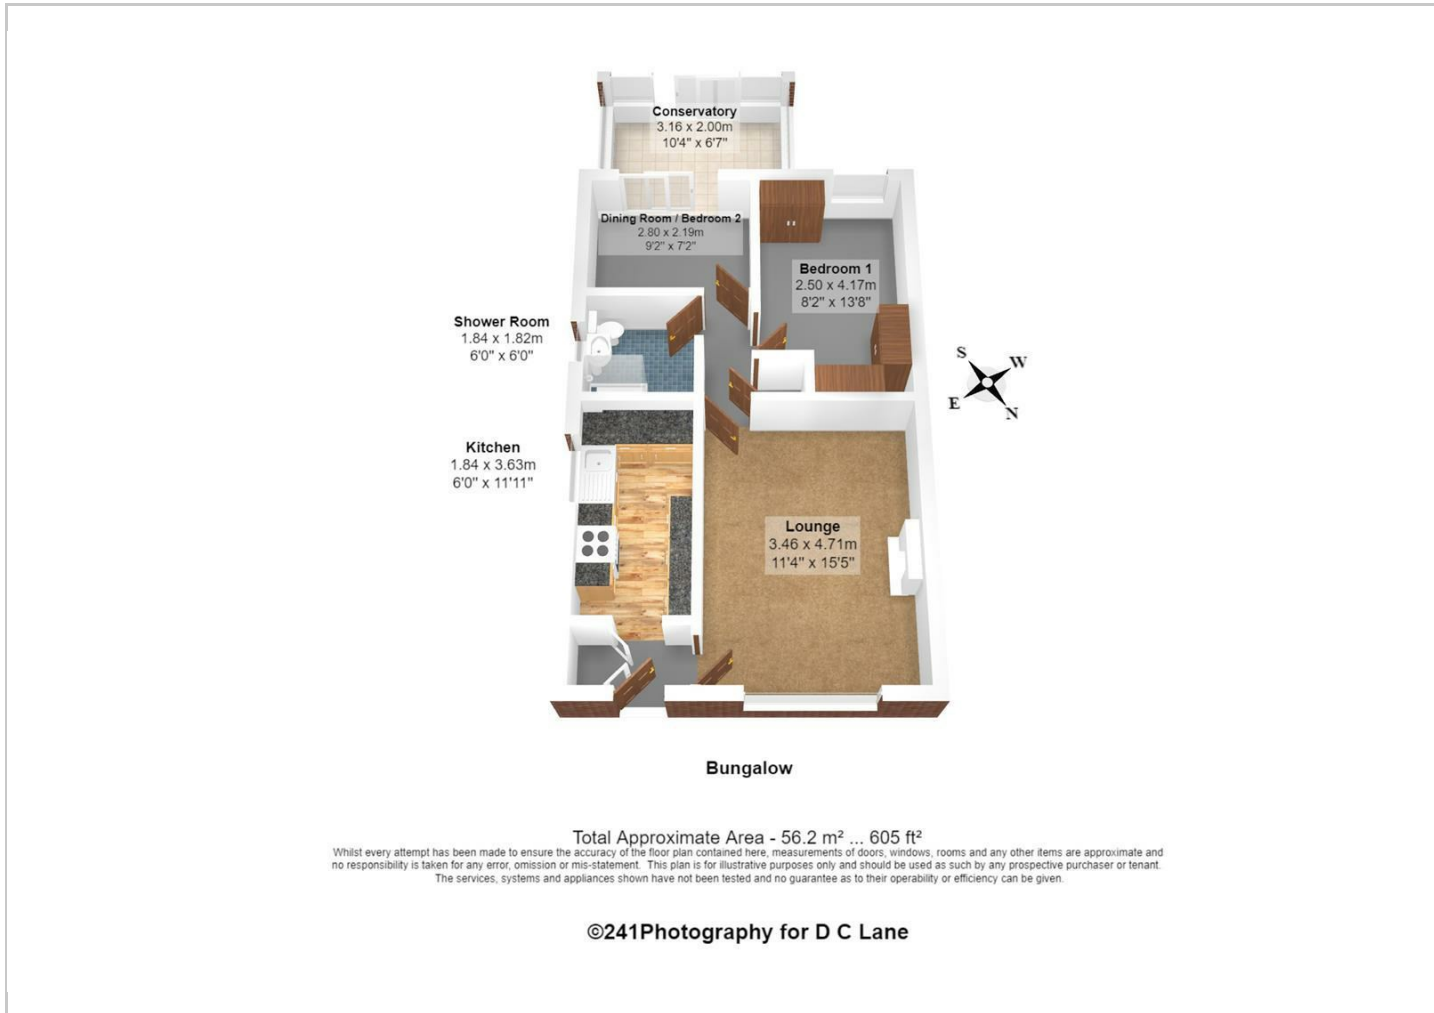 Conservatory
3.16 x 2.00m
10'4" x 6'7"
Dining Room / Bedroom 2
2.80 x 2.19m
9'2" x 7'2"
Bedroom 1
2.50 x 4.17m
8'2" x 13'8"
Shower Room
1.84 x 1.82m
6'0" x 6'0"
S
W
E
N
Kitchen
1.84 x 3.63m
6'0" x 11'11"
Lounge
3.46 x 4.71m
11'4" x 15'5"
Bungalow
Total Approximate Area - 56.2 m² ... 605 ft²
Whilst every attempt has been made to ensure the accuracy of the floor plan contained here, measurements of doors, windows, rooms and any other items are approximate and
no responsibility is taken for any error, omission or mis-statement. This plan is for illustrative purposes only and should be used as such by any prospective purchaser or tenant.
The services, systems and appliances shown have not been tested and no guarantee as to their operability or efficiency can be given.
©241Photography for D C Lane